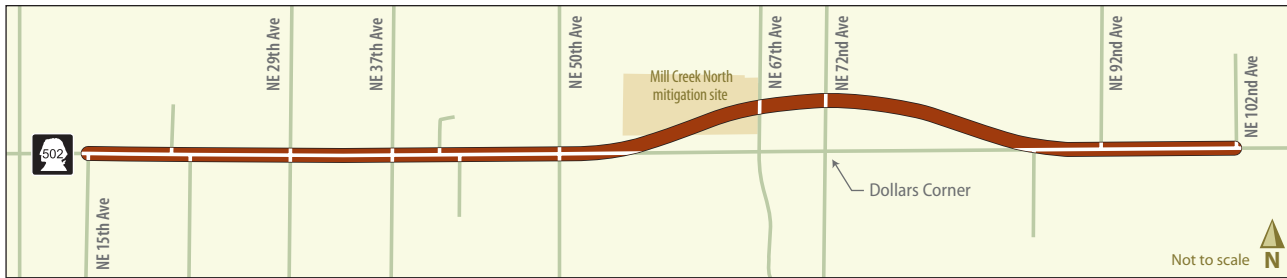 NE 29th Ave
NE 37th Ave
NE 50th Ave
Mill Creek North
mitigation site
NE 67th Ave
NE 72nd Ave
NE 92nd Ave
NE 102nd Ave
502
Dollars Corner
NE 15th Ave
Not to scale
N